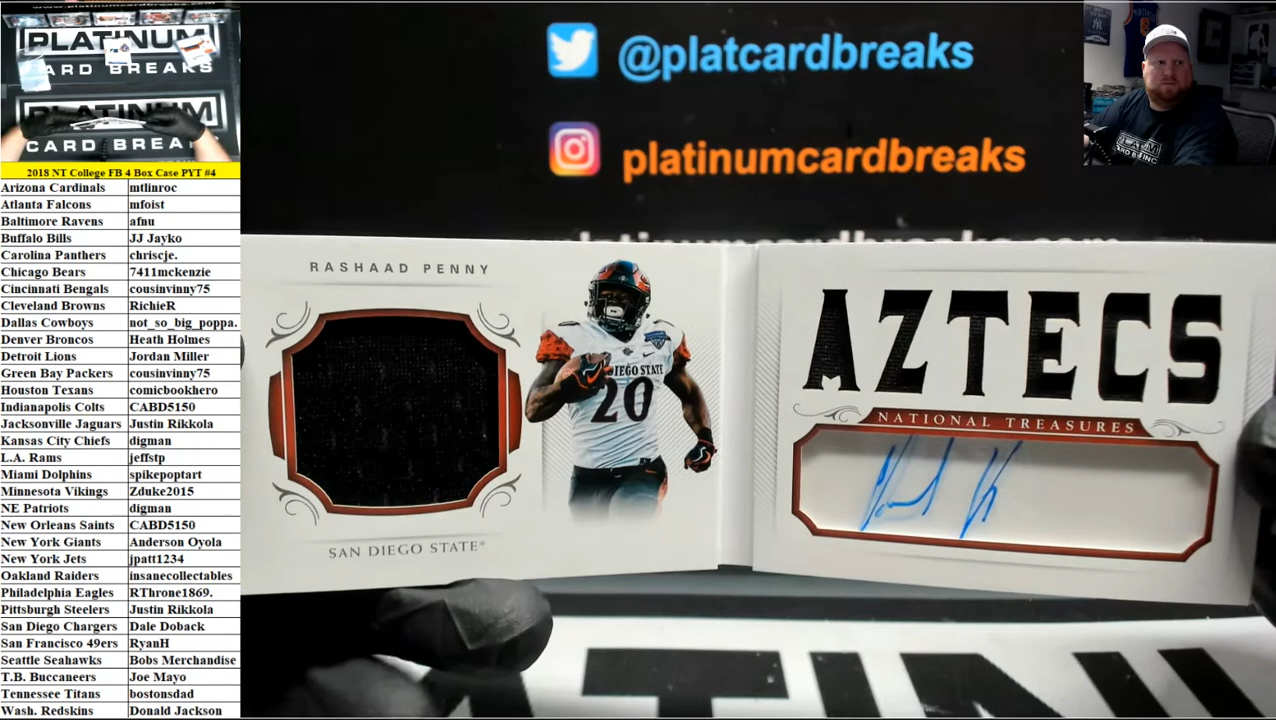 PLATINUM
CARD BREAKS
PLATINUM
CARD BREA
2018 NT College FB 4 Box Case PYT #4
Arizona Cardinals mtlinroc
Atlanta Falcons mfoist
Baltimore Ravens afnu
Buffalo Bills JJ Jayko
Carolina Panthers chriscje.
Chicago Bears 7411mckenzie
Cincinnati Bengals cousinvinny75
Cleveland Browns RichieR
Dallas Cowboys not_so_big_poppa.
Denver Broncos Heath Holmes
Detroit Lions Jordan Miller
Green Bay Packers cousinvinny75
Houston Texans comicbookhero
Indianapolis Colts CABD5150
Jacksonville Jaguars Justin Rikkola
Kansas City Chiefs digman
L.A. Rams jeffstp
Miami Dolphins spikepoptart
Minnesota Vikings Zduke2015
NE Patriots digman
New Orleans Saints CABD5150
New York Giants Anderson Oyola
New York Jets jpatt1234
Oakland Raiders insanecollectables
Philadelphia Eagles RThrone1869.
Pittsburgh Steelers Justin Rikkola
San Diego Chargers Dale Doback
San Francisco 49ers RyanH
Seattle Seahawks Bobs Merchandise
T.B. Buccaneers Joe Mayo
Tennessee Titans bostonsdad
Wash. Redskins Donald Jackson
@platcardbreaks
platinumcardbreaks
platinumcardbreaks.com
RASHAAD PENNY
DIEGO STATE
20
SAN DIEGO STATE®
AZTECS
NATIONAL TREASURES